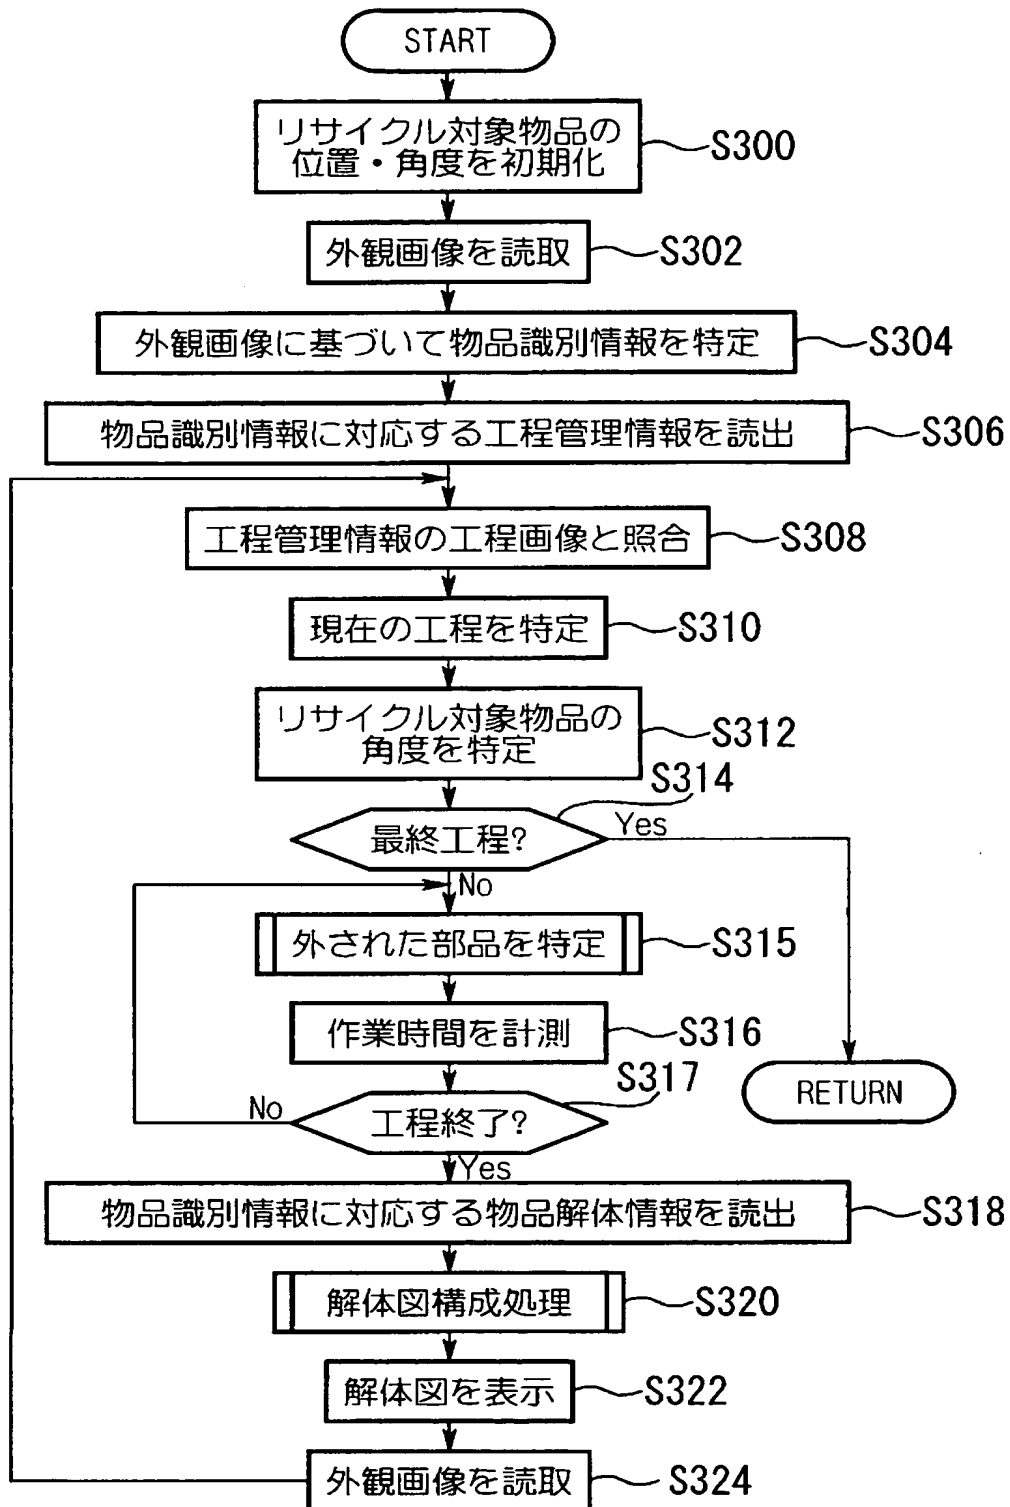 START
リサイクル対象物品の
位置・角度を初期化
S300
外観画像を読取
S302
外観画像に基づいて物品識別情報を特定
S304
物品識別情報に対応する工程管理情報を読出
S306
工程管理情報の工程画像と照合
S308
現在の工程を特定
S310
リサイクル対象物品の
角度を特定
S312
S314
最終工程?
Yes
No
外された部品を特定
S315
作業時間を計測
S316
S317
RETURN
工程終了?
No
Yes
物品識別情報に対応する物品解体情報を読出
S318
解体図構成処理
S320
解体図を表示
S322
外観画像を読取
S324